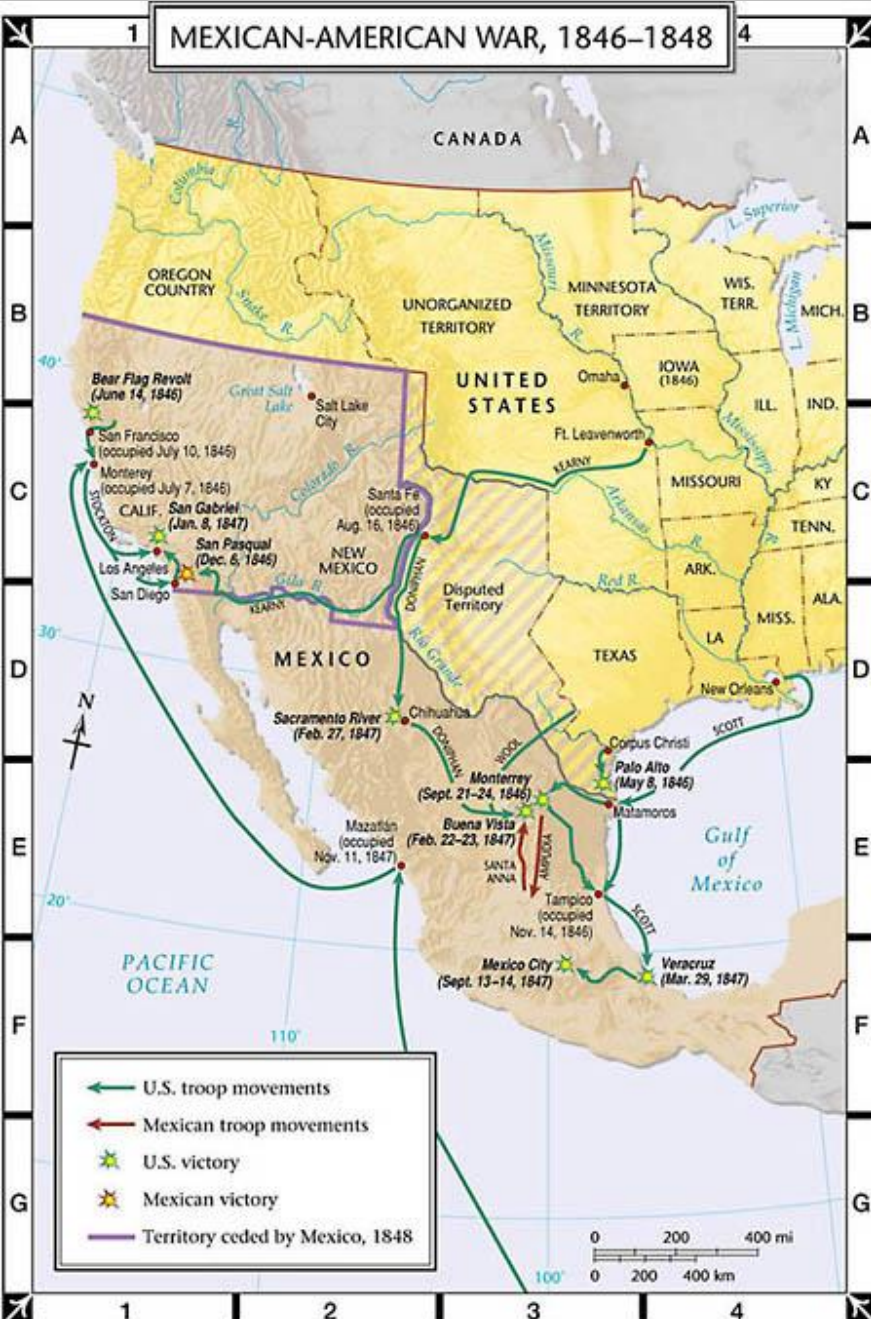 1
MEXICAN-AMERICAN WAR, 1846–1848
4
A
CANADA
A
Columbia
R.
L. Superior
OREGON
COUNTRY
Snake R.
Missouri
R.
UNORGANIZED
TERRITORY
MINNESOTA
TERRITORY
WIS.
TERR.
L. Michigan
MICH.
B
B
40°
Bear Flag Revolt
(June 14, 1846)
Great Salt
Lake
Salt Lake
City
UNITED
STATES
Omaha
IOWA
(1846)
ILL.
IND.
San Francisco
(occupied July 10, 1846)
Monterey
(occupied July 7, 1846)
Colorado R.
Ft. Leavenworth
KEARNY
Mississippi
R.
MISSOURI
KY
C
C
CALIF.
STOCKTON
San Gabriel
(Jan. 8, 1847)
San Pasqual
(Dec. 6, 1846)
Los Angeles
San Diego
Santa Fe
(occupied
Aug. 16, 1846)
NEW
MEXICO
Arkansas
R.
TENN.
ARK.
Gila R.
KEARNY
DONIPHAN
Disputed
Territory
Red R.
MISS.
ALA.
30°
MEXICO
Rio Grande
TEXAS
LA
New Orleans
D
D
N
Sacramento River
(Feb. 27, 1847)
Chihuahua
DONIPHAN
WOOL
SCOTT
Corpus Christi
Palo Alto
(May 8, 1846)
Monterrey
(Sept. 21–24, 1846)
Matamoros
Buena Vista
(Feb. 22–23, 1847)
E
E
Mazatlán
(occupied
Nov. 11, 1847)
SANTA
ANNA
AMPUDIA
Gulf
of
Mexico
20°
Tampico
(occupied
Nov. 14, 1846)
SCOTT
PACIFIC
OCEAN
Mexico City
(Sept. 13–14, 1847)
Veracruz
(Mar. 29, 1847)
F
F
110°
U.S. troop movements
Mexican troop movements
U.S. victory
Mexican victory
Territory ceded by Mexico, 1848
G
G
0 200 400 mi
0 200 400 km
100°
1
2
3
4